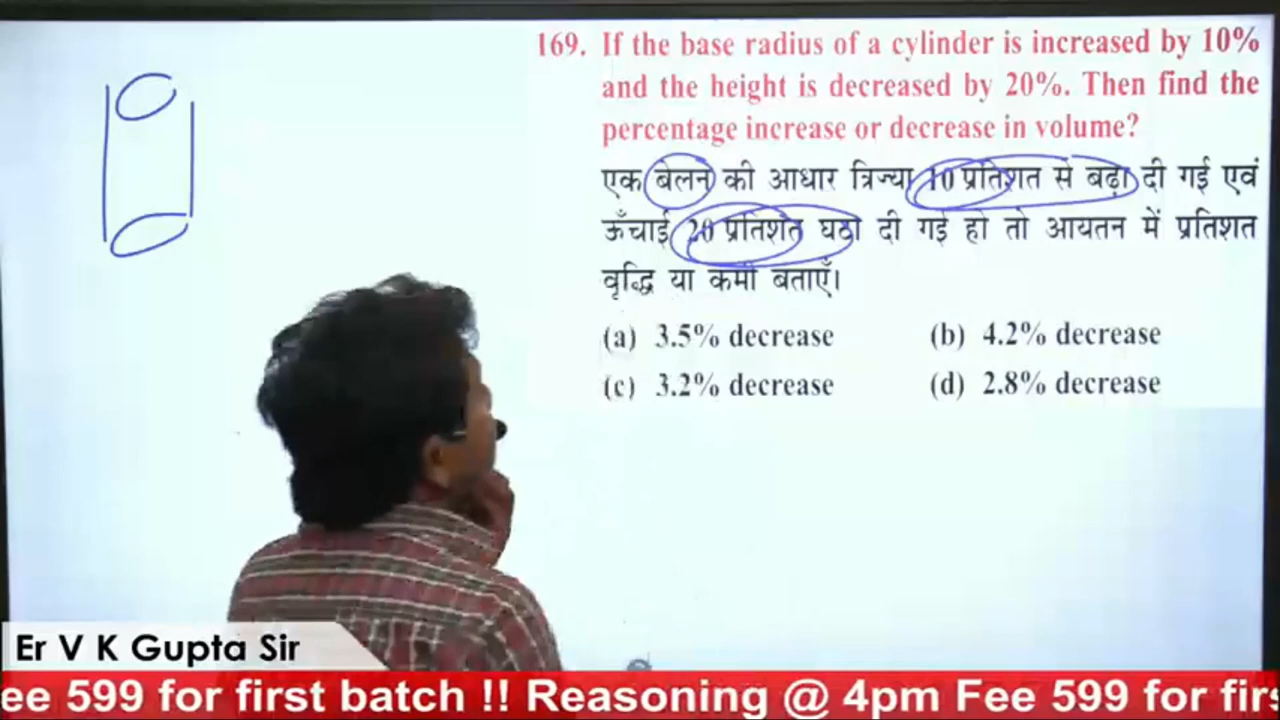 169. If the base radius of a cylinder is increased by 10%
and the height is decreased by 20%. Then find the
percentage increase or decrease in volume?
एक बेलन की आधार त्रिज्या 10 प्रतिशत से बढ़ा दी गई एवं
ऊँचाई 20 प्रतिशत घटा दी गई हो तो आयतन में प्रतिशत
वृद्धि या कमी बताएँ।
(a) 3.5% decrease (b) 4.2% decrease
(c) 3.2% decrease (d) 2.8% decrease
Er V K Gupta Sir
ee 599 for first batch !! Reasoning @ 4pm Fee 599 for firs